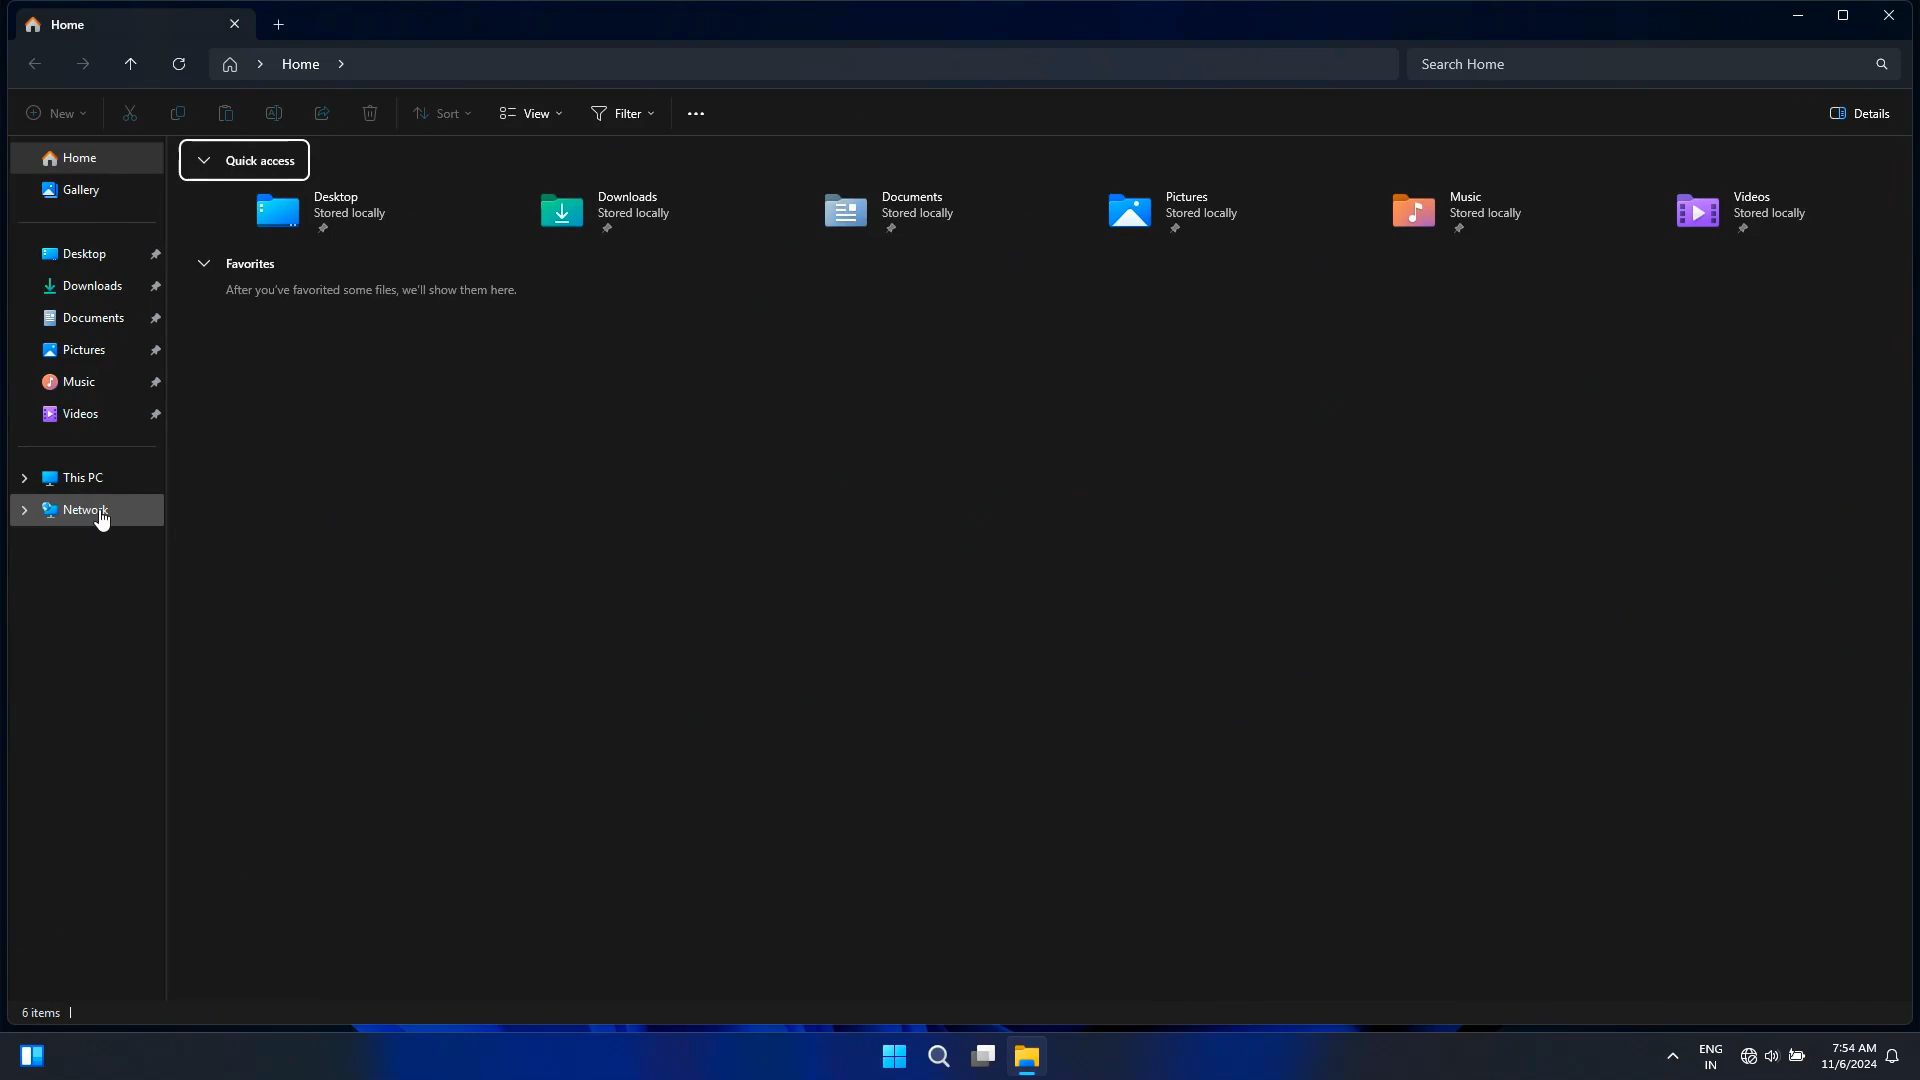 Home
Home
Search Home
New
Sort
View
Filter
Details
Home
Gallery
Desktop
Downloads
Documents
Pictures
Music
Videos
This PC
Network
Quick access
Desktop
Stored locally
Downloads
Stored locally
Documents
Stored locally
Pictures
Stored locally
Music
Stored locally
Videos
Stored locally
Favorites
After you've favorited some files, we'll show them here.
6 items
ENG
IN
7:54 AM
11/6/2024